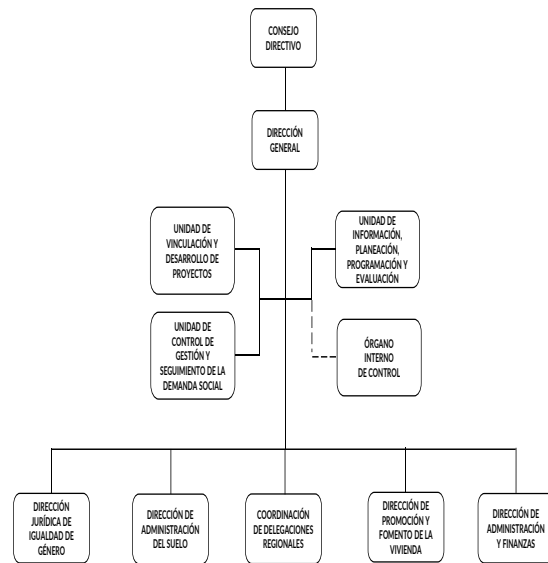 CONSEJO
DIRECTIVO
DIRECCIÓN
GENERAL
UNIDAD DE
VINCULACIÓN Y
DESARROLLO DE
PROYECTOS
UNIDAD DE
INFORMACIÓN,
PLANEACIÓN,
PROGRAMACIÓN Y
EVALUACIÓN
UNIDAD DE
CONTROL DE
GESTIÓN Y
SEGUIMIENTO DE LA
DEMANDA SOCIAL
ÓRGANO
INTERNO
DE CONTROL
DIRECCIÓN
JURÍDICA DE
IGUALDAD DE
GÉNERO
DIRECCIÓN DE
ADMINISTRACIÓN
DEL SUELO
COORDINACIÓN
DE DELEGACIONES
REGIONALES
DIRECCIÓN DE
PROMOCIÓN Y
FOMENTO DE LA
VIVIENDA
DIRECCIÓN DE
ADMINISTRACIÓN
Y FINANZAS